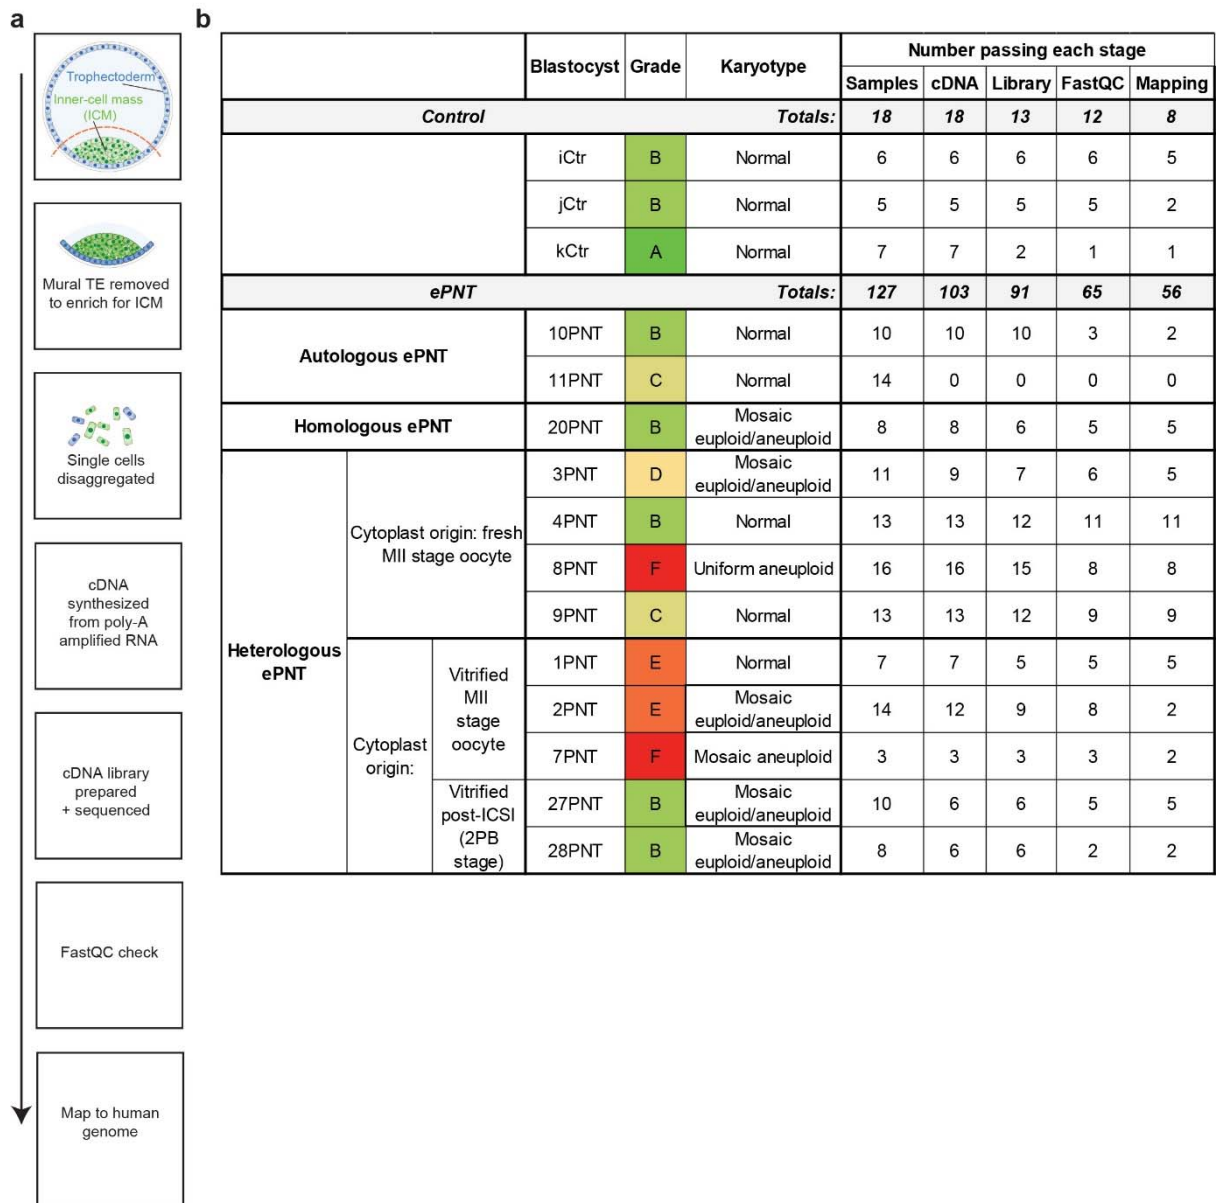 a
Trophectoderm
Inner-cell mass
(ICM)
Mural TE removed
to enrich for ICM
Single cells
disaggregated
cDNA
synthesized
from poly-A
amplified RNA
cDNA library
prepared
+ sequenced
FastQC check
Map to human
genome
b
Blastocyst Grade Karyotype Number passing each stage
Samples cDNA Library FastQC Mapping
Control Totals: 18 18 13 12 8
iCtr B Normal 6 6 6 6 5
jCtr B Normal 5 5 5 5 2
kCtr A Normal 7 7 2 1 1
ePNT Totals: 127 103 91 65 56
Autologous ePNT
10PNT B Normal 10 10 10 3 2
11PNT C Normal 14 0 0 0 0
Homologous ePNT
20PNT B Mosaic
euploid/aneuploid 8 8 6 5 5
Heterologous
ePNT
Cytoplast origin: fresh
MII stage oocyte
3PNT D Mosaic
euploid/aneuploid 11 9 7 6 5
4PNT B Normal 13 13 12 11 11
8PNT F Uniform aneuploid 16 16 15 8 8
9PNT C Normal 13 13 12 9 9
Cytoplast
origin:
Vitrified
MII
stage
oocyte
1PNT E Normal 7 7 5 5 5
2PNT E Mosaic
euploid/aneuploid 14 12 9 8 2
7PNT F Mosaic aneuploid 3 3 3 3 2
Vitrified
post-ICSI
(2PB
stage)
27PNT B Mosaic
euploid/aneuploid 10 6 6 5 5
28PNT B Mosaic
euploid/aneuploid 8 6 6 2 2